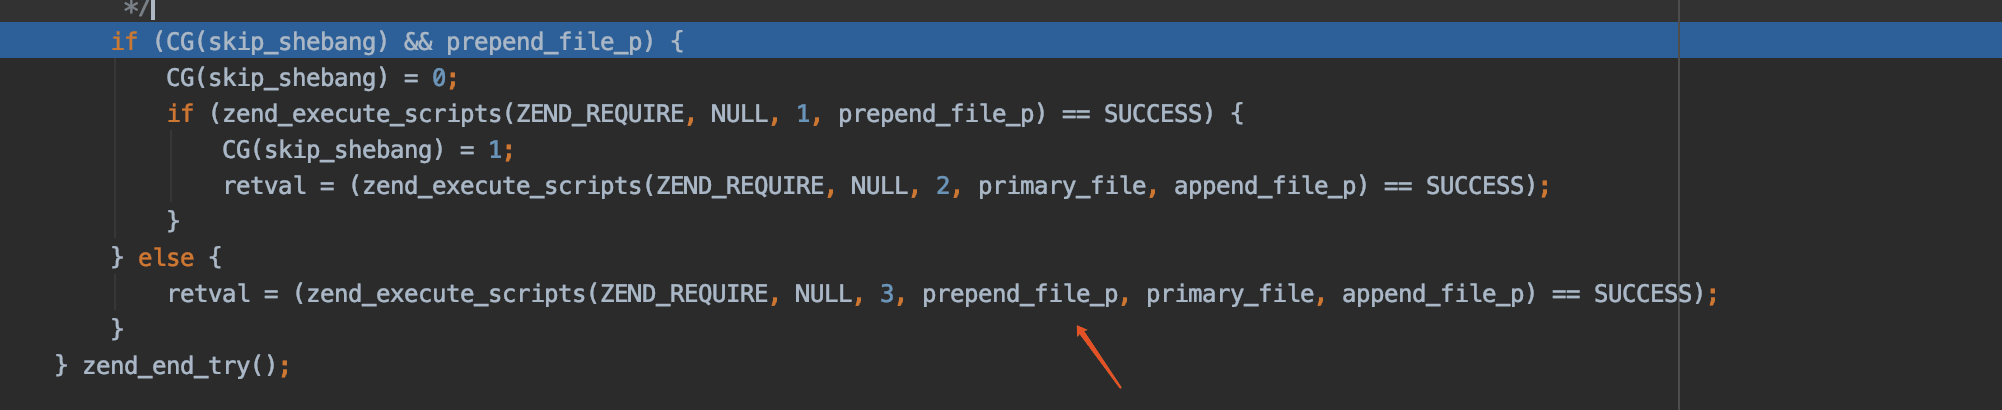 */
if (CG(skip_shebang) && prepend_file_p) {
CG(skip_shebang) = 0;
if (zend_execute_scripts(ZEND_REQUIRE, NULL, 1, prepend_file_p) == SUCCESS) {
CG(skip_shebang) = 1;
retval = (zend_execute_scripts(ZEND_REQUIRE, NULL, 2, primary_file, append_file_p) == SUCCESS);
}
} else {
retval = (zend_execute_scripts(ZEND_REQUIRE, NULL, 3, prepend_file_p, primary_file, append_file_p) == SUCCESS);
}
} zend_end_try();